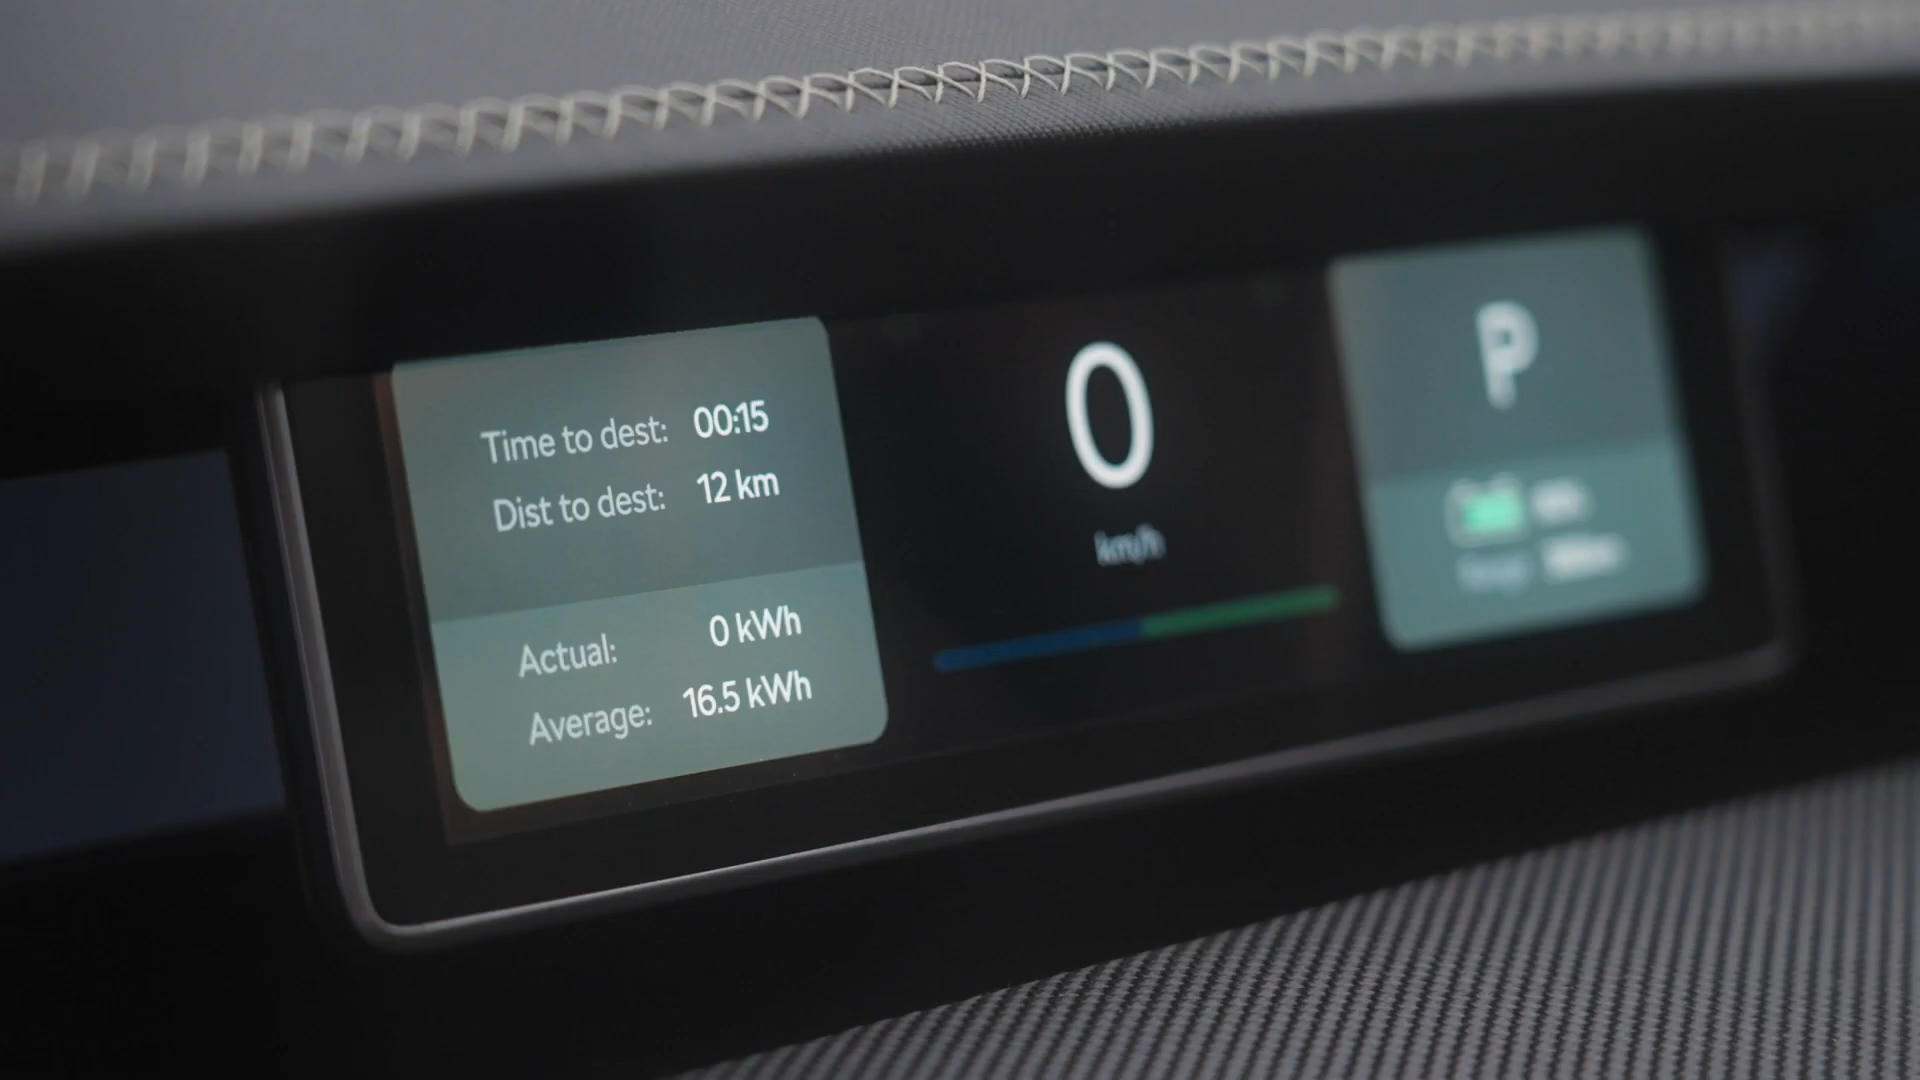 Time to dest: 00:15
Dist to dest: 12 km
Actual: 0 kWh
Average: 16.5 kWh
0
km/h
P